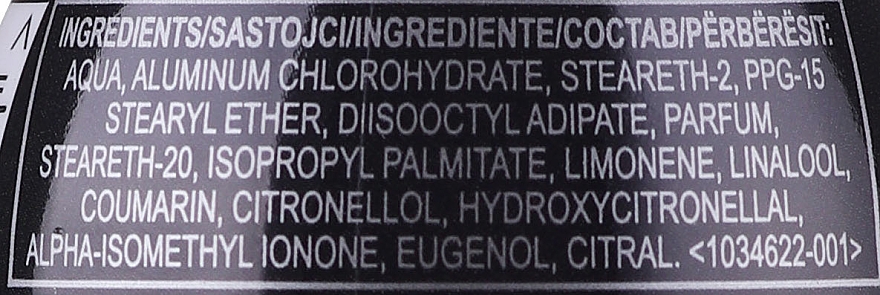 INGREDIENTS/SASTOJCI/INGREDIENTE/СОСТАВ/PËRBËRËSIT:
AQUA, ALUMINUM CHLOROHYDRATE, STEARETH-2, PPG-15
STEARYL ETHER, DIISOOCTYL ADIPATE, PARFUM,
STEARETH-20, ISOPROPYL PALMITATE, LIMONENE, LINALOOL,
COUMARIN, CITRONELLOL, HYDROXYCITRONELLAL,
ALPHA-ISOMETHYL IONONE, EUGENOL, CITRAL. <1034622-001>